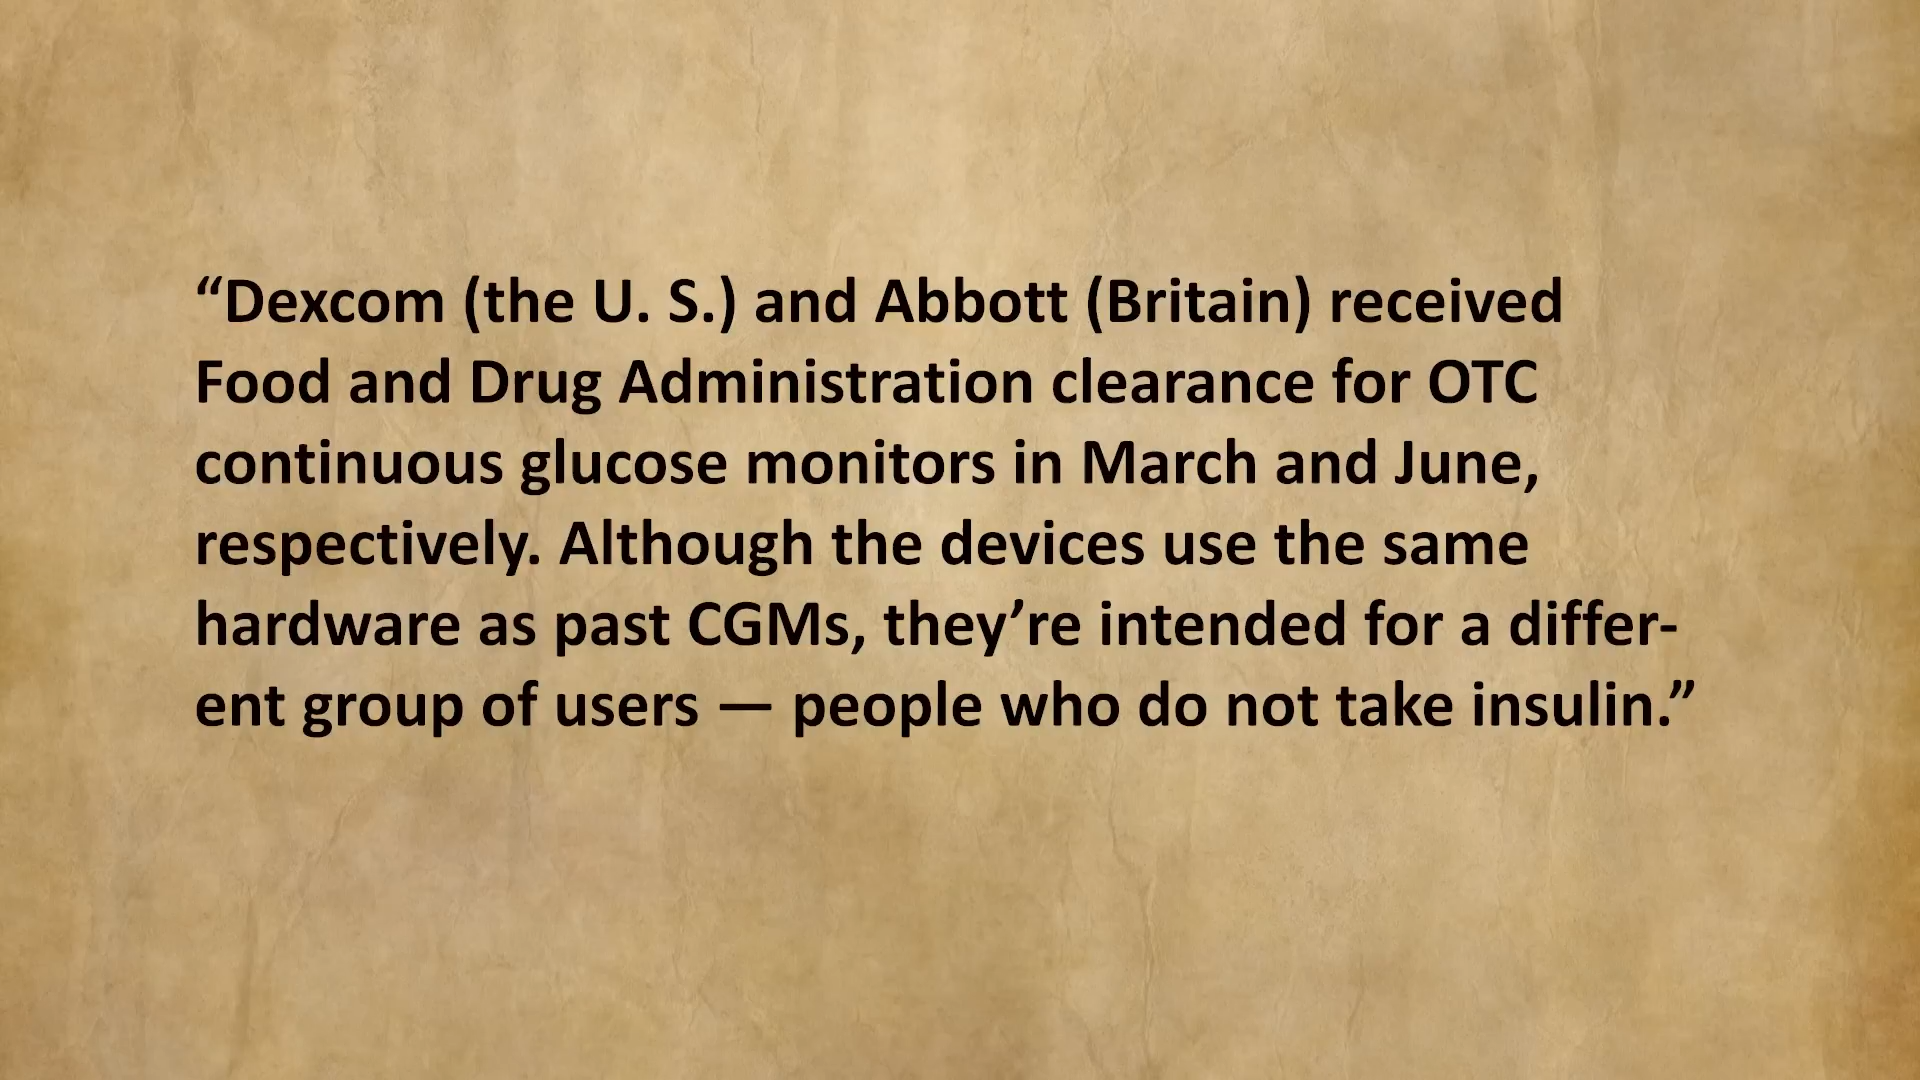 “Dexcom (the U. S.) and Abbott (Britain) received
Food and Drug Administration clearance for OTC
continuous glucose monitors in March and June,
respectively. Although the devices use the same
hardware as past CGMs, they’re intended for a differ-
ent group of users — people who do not take insulin.”